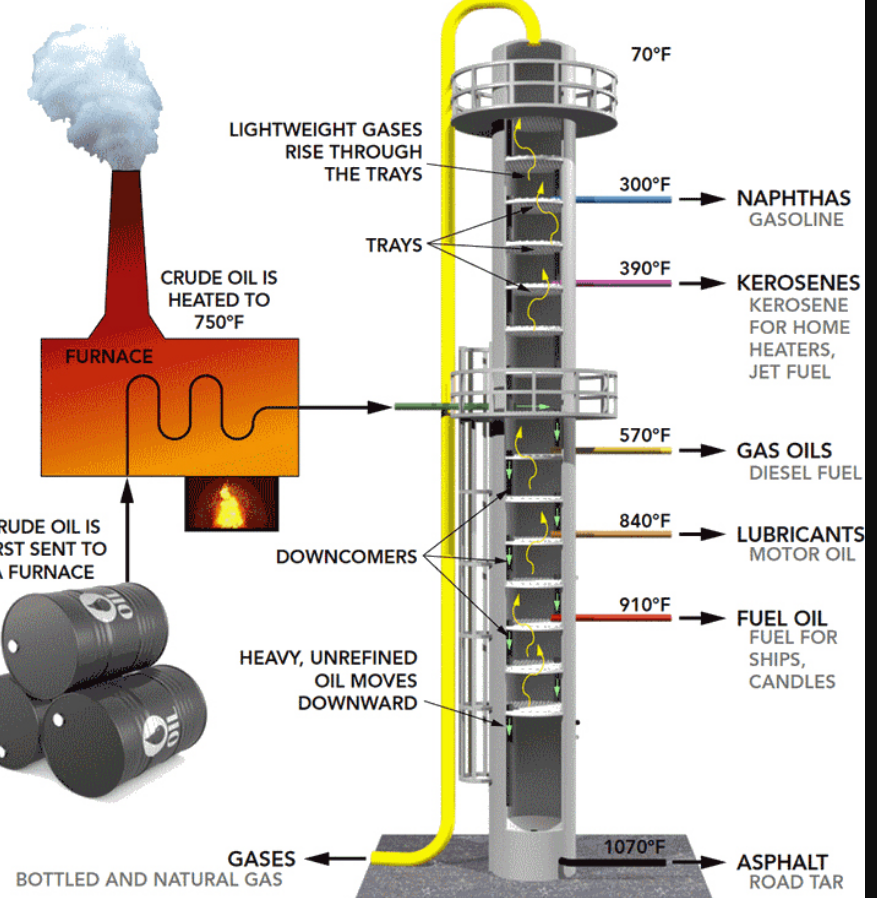 70°F
LIGHTWEIGHT GASES
RISE THROUGH
THE TRAYS
300°F
NAPHTHAS
GASOLINE
TRAYS
390°F
KEROSENES
KEROSENE
FOR HOME
HEATERS,
JET FUEL
CRUDE OIL IS
HEATED TO
750°F
FURNACE
570°F
GAS OILS
DIESEL FUEL
840°F
LUBRICANTS
MOTOR OIL
DOWNCOMERS
RUDE OIL IS
RST SENT TO
A FURNACE
910°F
FUEL OIL
FUEL FOR
SHIPS,
CANDLES
OIL
OIL
HEAVY, UNREFINED
OIL MOVES
DOWNWARD
1070°F
ASPHALT
ROAD TAR
GASES
BOTTLED AND NATURAL GAS